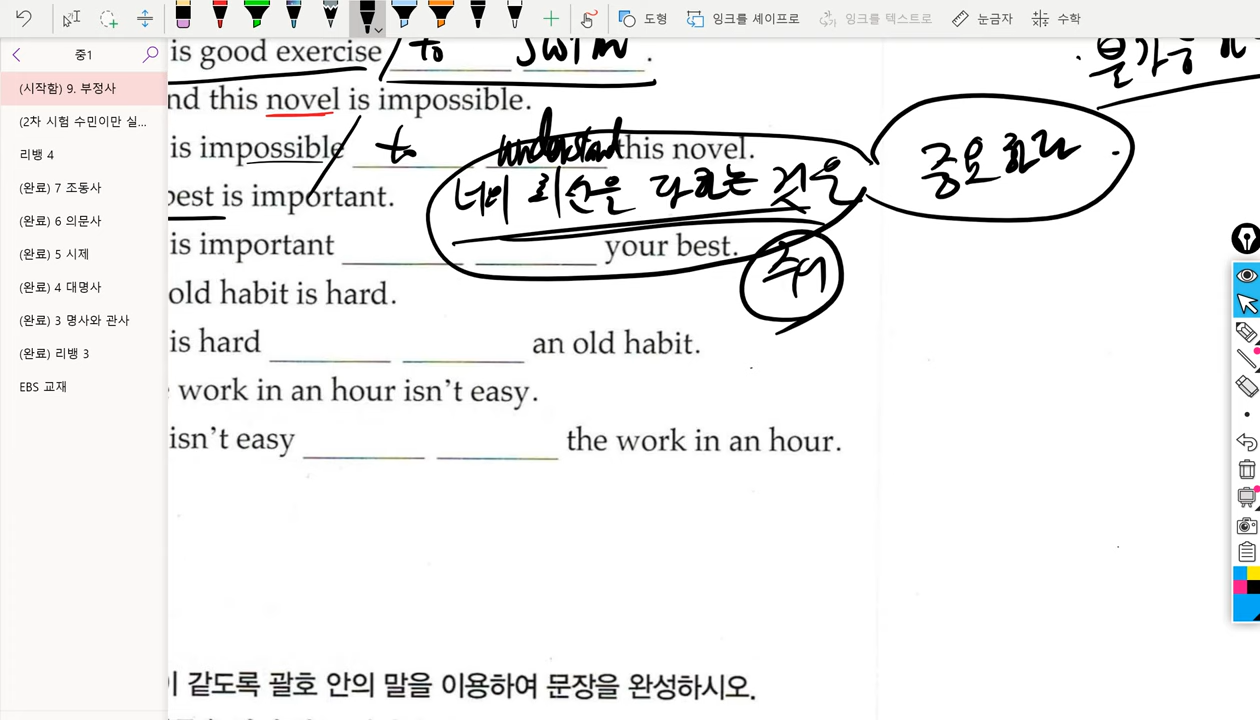 도형
잉크를 셰이프로
잉크를 텍스트로
눈금자
수학
중1
(시작함) 9. 부정사
(2차 시험 수민이만 실...
리뱅 4
(완료) 7 조동사
(완료) 6 의문사
(완료) 5 시제
(완료) 4 대명사
(완료) 3 명사와 관사
(완료) 리뱅 3
EBS 교재
is good exercise to swim.
nd this novel is impossible.
is impossible to understand this novel.
best is important.
너의 최선을 다하는 것은 중요하다.
is important your best.
주어
old habit is hard.
is hard an old habit.
work in an hour isn't easy.
isn't easy the work in an hour.
같도록 괄호 안의 말을 이용하여 문장을 완성하시오.